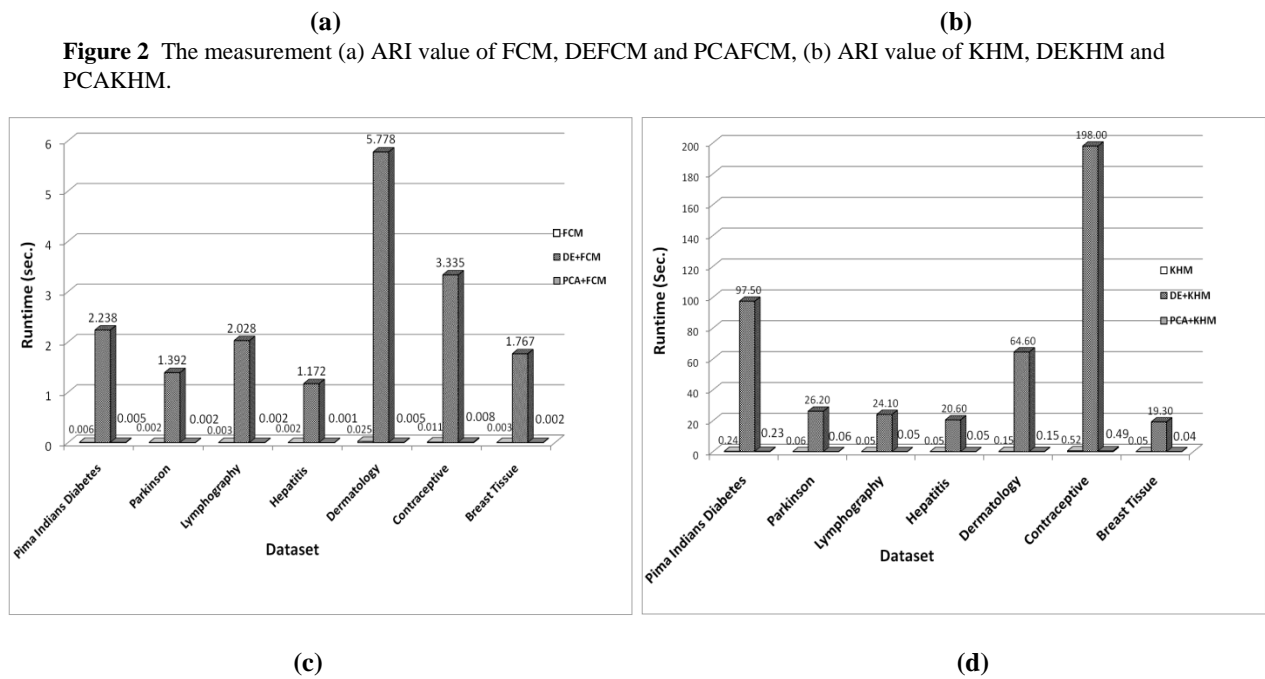 (a)
(b)
Figure 2 The measurement (a) ARI value of FCM, DEFCM and PCAFCM, (b) ARI value of KHM, DEKHM and
PCAKHM.
6
5
4
3
2
1
0
Runtime (sec.)
5.778
3.335
2.238
2.028
1.767
1.392
1.172
0.006
0.005
0.002
0.002
0.003
0.002
0.002
0.001
0.025
0.005
0.011
0.008
0.003
0.002
FCM
DE+FCM
PCA+FCM
Pima Indians Diabetes
Parkinson
Lymphography
Hepatitis
Dermatology
Contraceptive
Breast Tissue
Dataset
200
180
160
140
120
100
80
60
40
20
0
Runtime (Sec.)
198.00
97.50
64.60
26.20
24.10
20.60
19.30
0.24
0.23
0.06
0.06
0.05
0.05
0.05
0.05
0.15
0.15
0.52
0.49
0.05
0.04
KHM
DE+KHM
PCA+KHM
Pima Indians Diabetes
Parkinson
Lymphography
Hepatitis
Dermatology
Contraceptive
Breast Tissue
Dataset
(c)
(d)